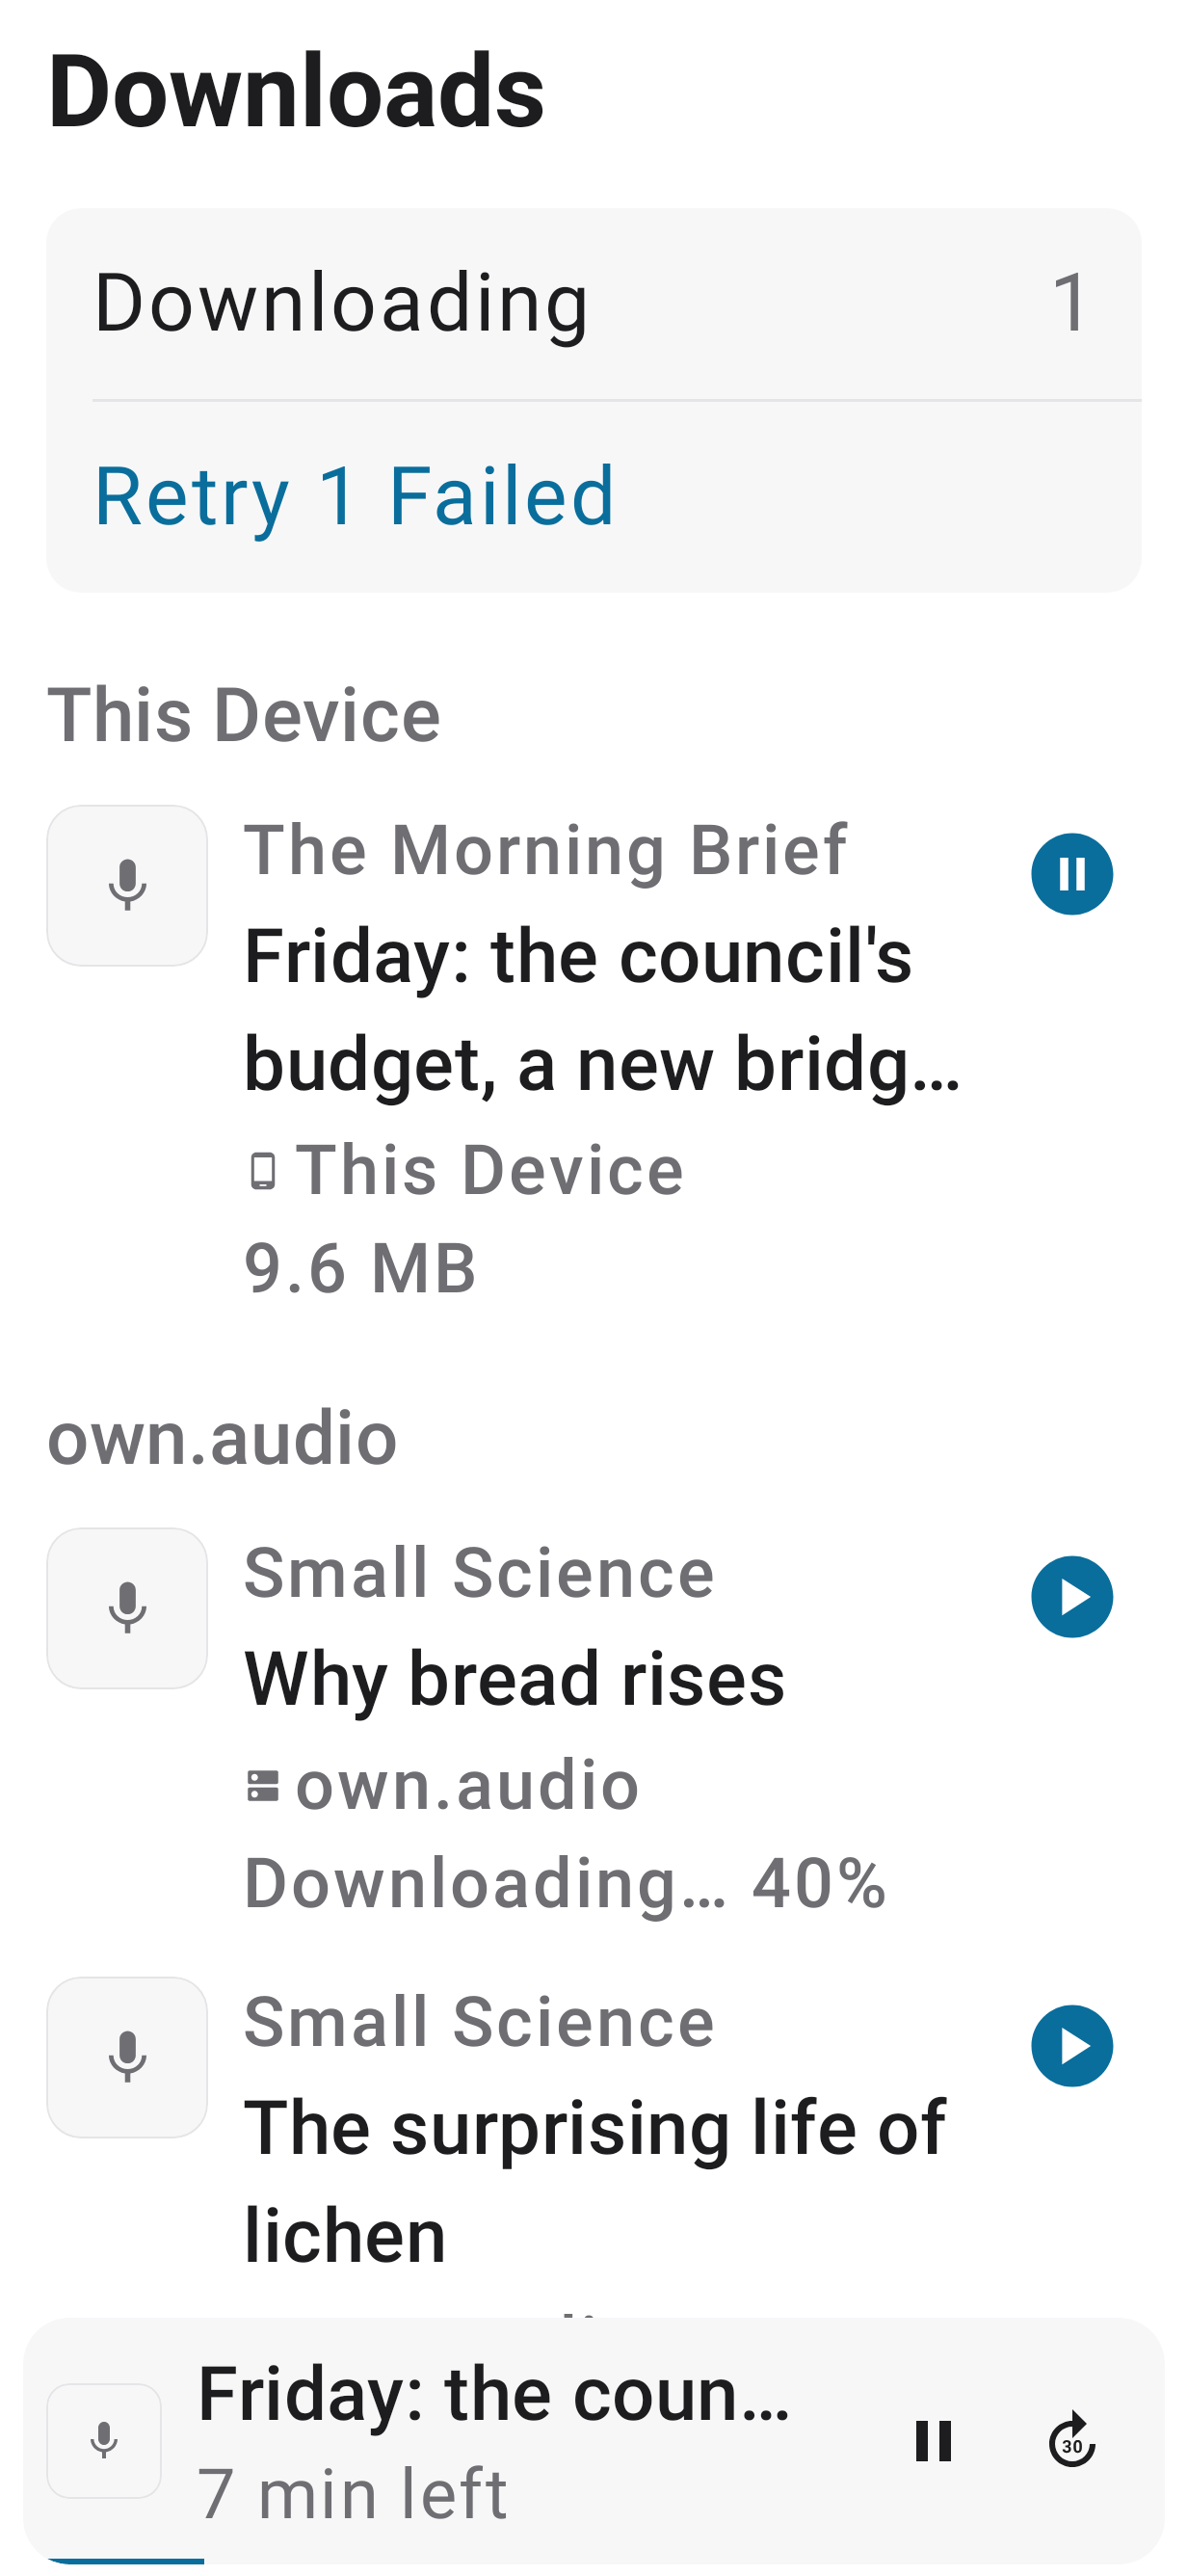 Downloads
Downloading 1
Retry 1 Failed
This Device
The Morning Brief
Friday: the council's
budget, a new bridg…
This Device
9.6 MB
own.audio
Small Science
Why bread rises
own.audio
Downloading… 40%
Small Science
The surprising life of
lichen
Friday: the coun…
7 min left
30